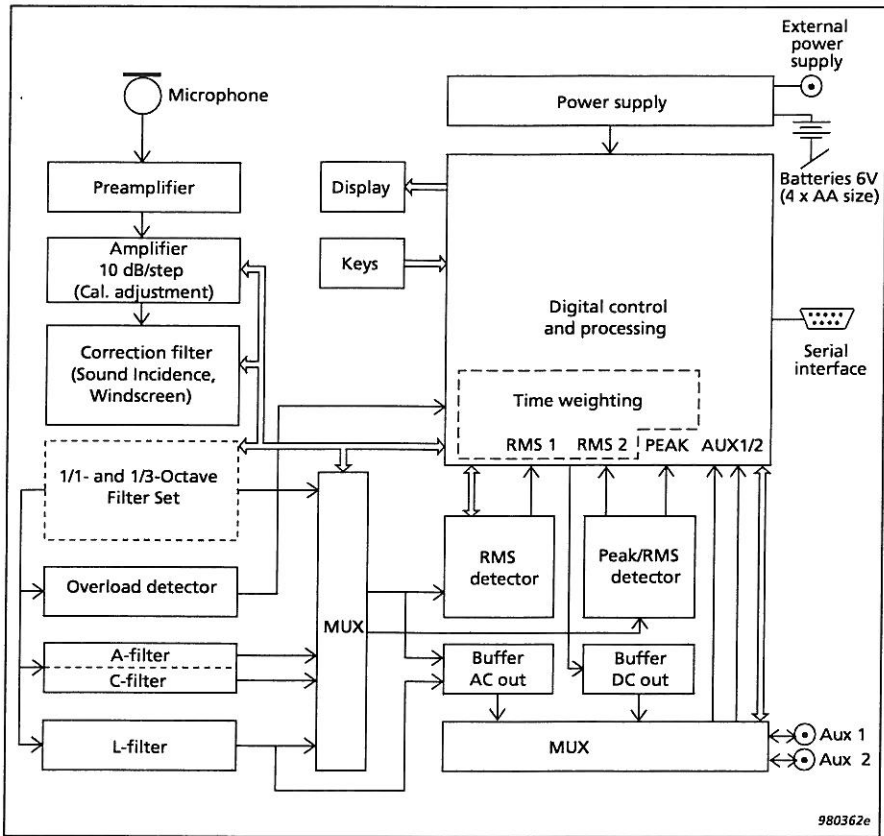 External
power
supply
Microphone
Power supply
Batteries 6V
(4 x AA size)
Preamplifier
Display
Amplifier
10 dB/step
(Cal. adjustment)
Keys
Digital control
and processing
Serial
interface
Correction filter
(Sound Incidence,
Windscreen)
Time weighting
RMS 1 RMS 2 PEAK AUX1/2
1/1- and 1/3-Octave
Filter Set
RMS
detector
Peak/RMS
detector
Overload detector
MUX
A-filter
C-filter
Buffer
AC out
Buffer
DC out
L-filter
MUX
Aux 1
Aux 2
980362e